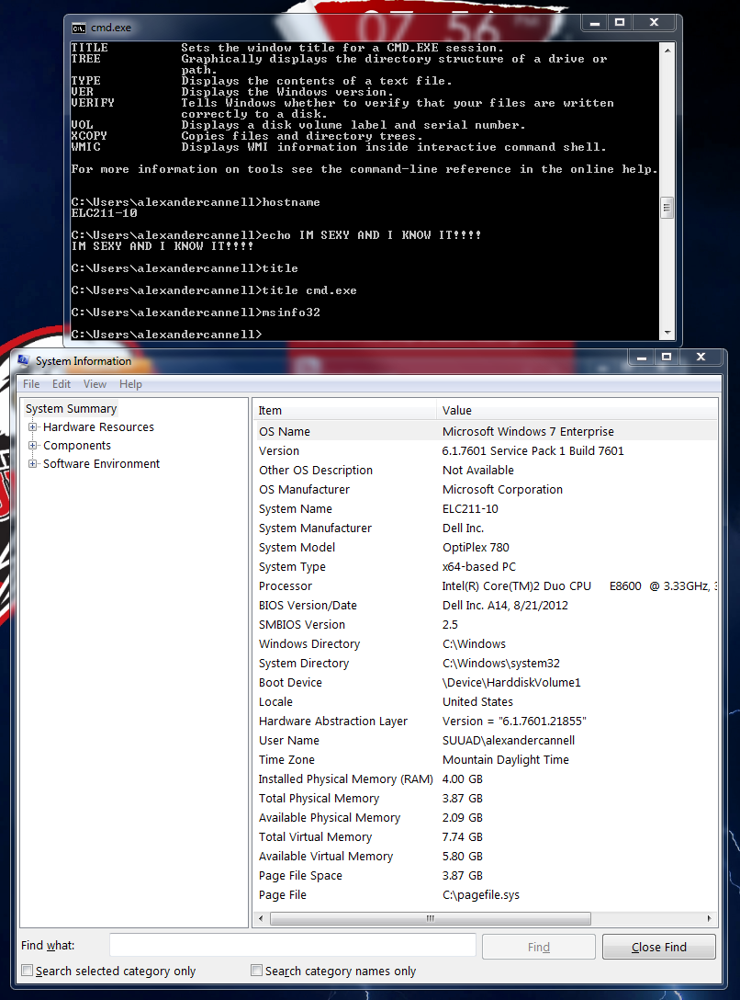 07 56
cmd.exe
TITLE Sets the window title for a CMD.EXE session.
TREE Graphically displays the directory structure of a drive or
path.
TYPE Displays the contents of a text file.
VER Displays the Windows version.
VERIFY Tells Windows whether to verify that your files are written
correctly to a disk.
VOL Displays a disk volume label and serial number.
XCOPY Copies files and directory trees.
WMIC Displays WMI information inside interactive command shell.
For more information on tools see the command-line reference in the online help.
C:\Users\alexandercannell>hostname
ELC211-10
C:\Users\alexandercannell>echo IM SEXY AND I KNOW IT!!!!
IM SEXY AND I KNOW IT!!!!
C:\Users\alexandercannell>title
C:\Users\alexandercannell>title cmd.exe
C:\Users\alexandercannell>msinfo32
C:\Users\alexandercannell>
System Information
File Edit View Help
System Summary
Hardware Resources
Components
Software Environment
Item Value
OS Name Microsoft Windows 7 Enterprise
Version 6.1.7601 Service Pack 1 Build 7601
Other OS Description Not Available
OS Manufacturer Microsoft Corporation
System Name ELC211-10
System Manufacturer Dell Inc.
System Model OptiPlex 780
System Type x64-based PC
Processor Intel(R) Core(TM)2 Duo CPU E8600 @ 3.33GHz, 3
BIOS Version/Date Dell Inc. A14, 8/21/2012
SMBIOS Version 2.5
Windows Directory C:\Windows
System Directory C:\Windows\system32
Boot Device \Device\HarddiskVolume1
Locale United States
Hardware Abstraction Layer Version = "6.1.7601.21855"
User Name SUUAD\alexandercannell
Time Zone Mountain Daylight Time
Installed Physical Memory (RAM) 4.00 GB
Total Physical Memory 3.87 GB
Available Physical Memory 2.09 GB
Total Virtual Memory 7.74 GB
Available Virtual Memory 5.80 GB
Page File Space 3.87 GB
Page File C:\pagefile.sys
Find what: Find Close Find
Search selected category only Search category names only